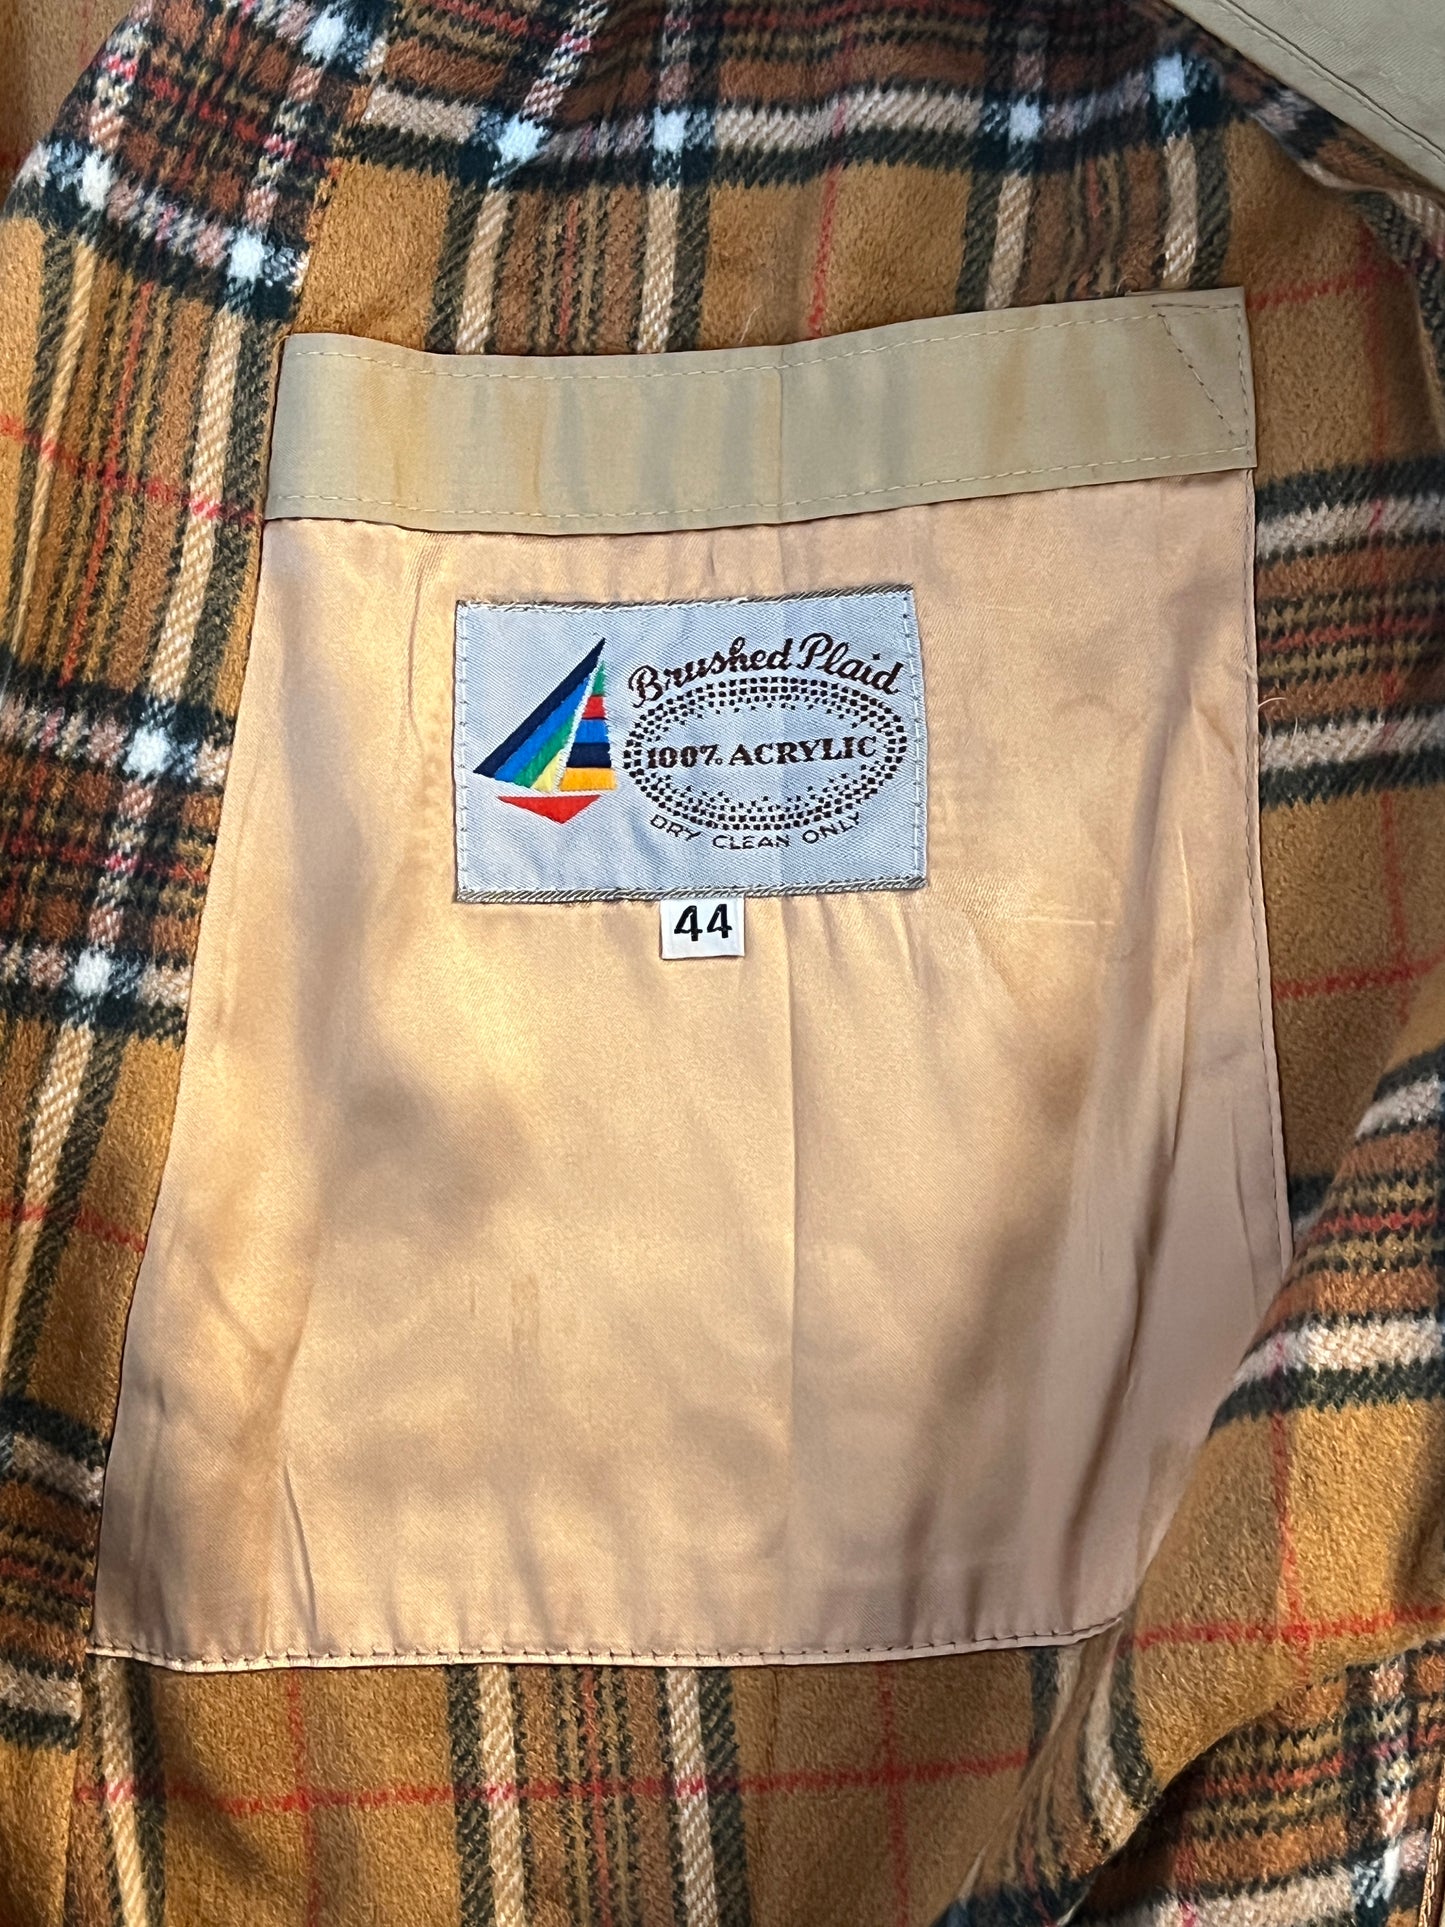 Brushed Plaid
100% ACRYLIC
DRY CLEAN ONLY
44